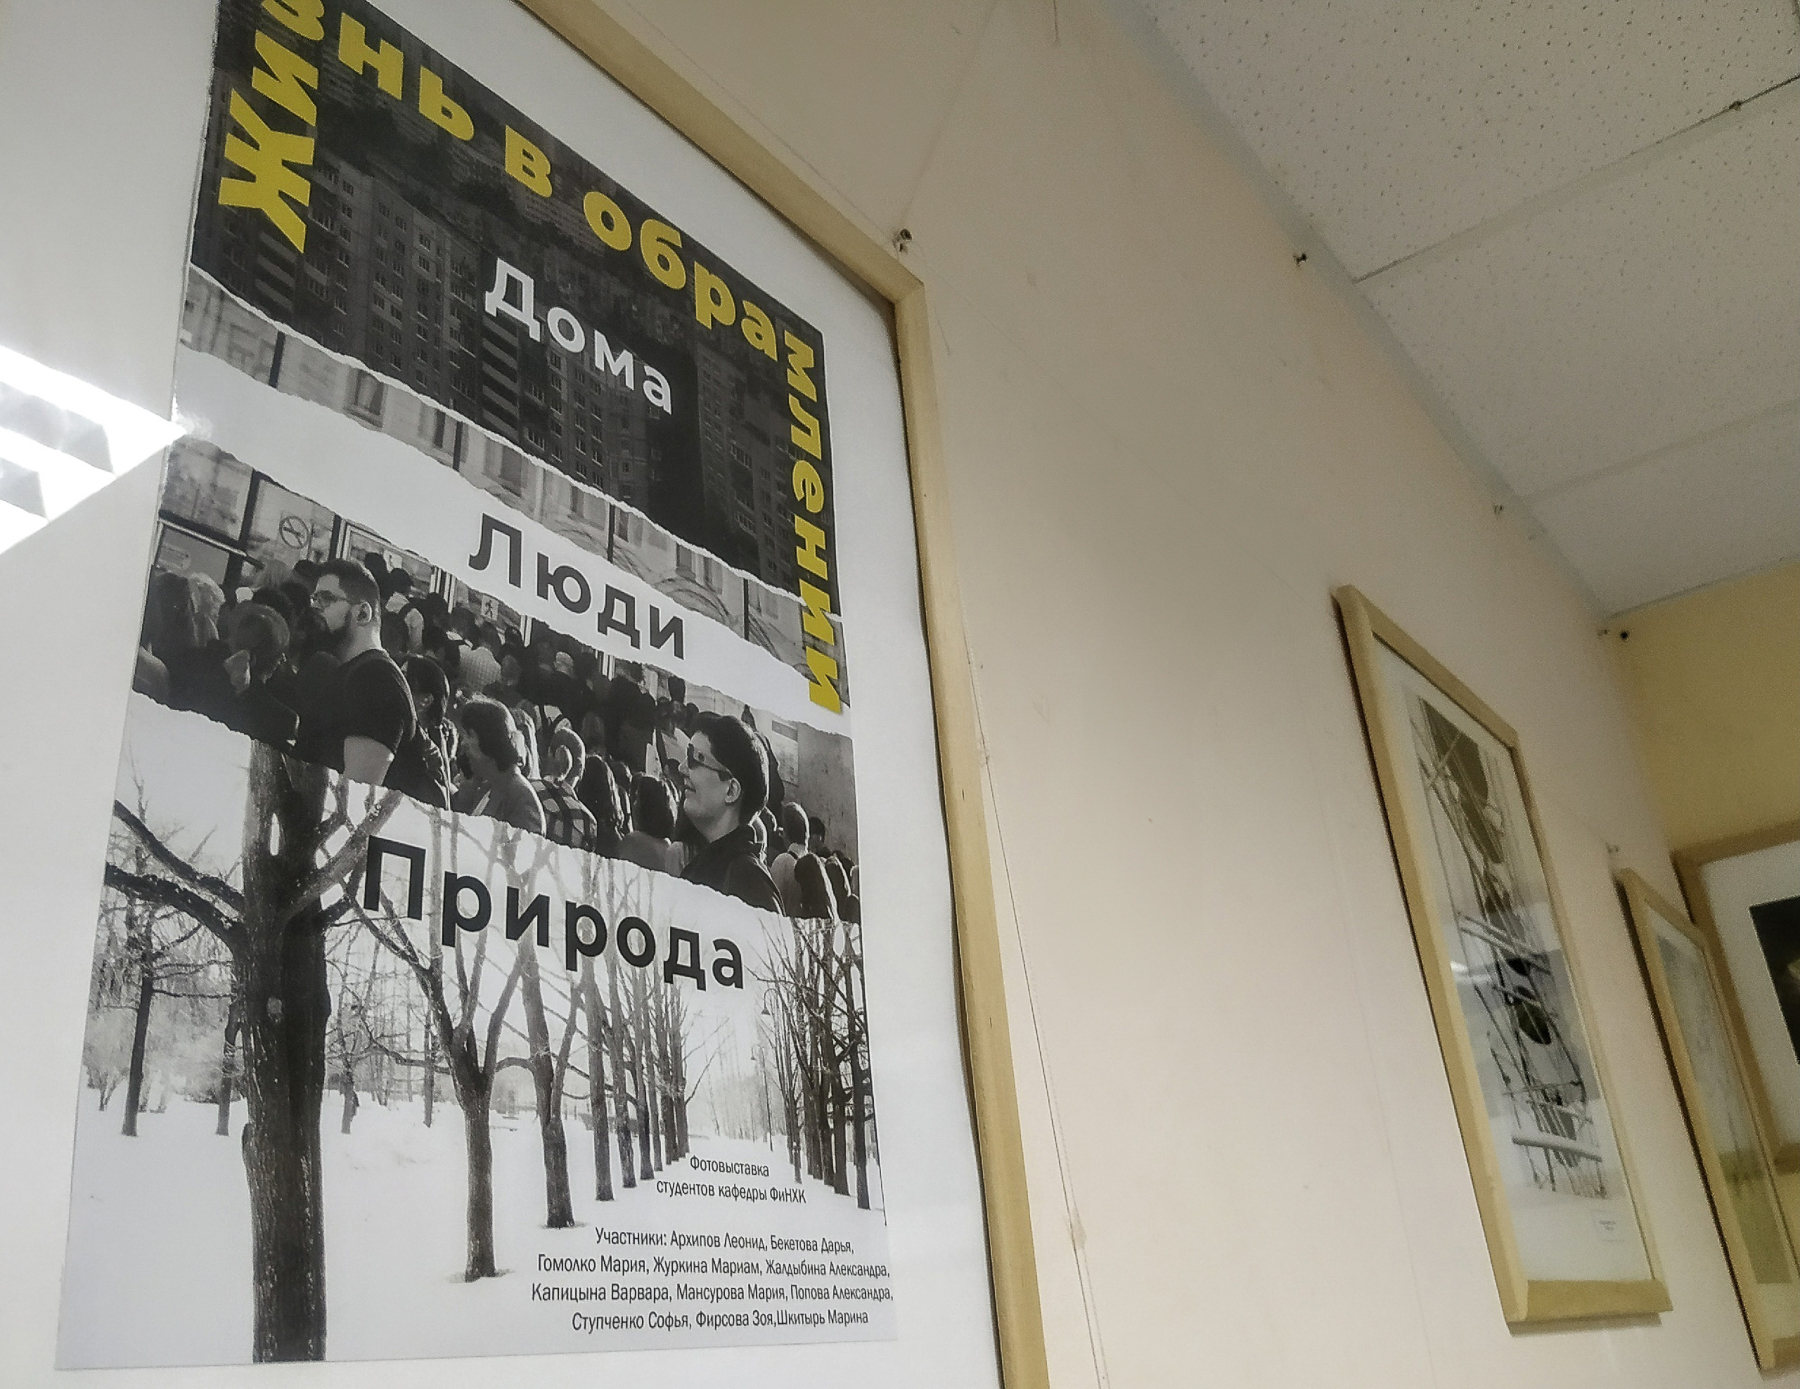 Жизнь в обрамлении
Дома
Люди
Природа
Фотовыставка
студентов кафедры ФиНХК
Участники: Архипов Леонид, Бекетова Дарья,
Гомолко Мария, Журкина Мариам, Жалдыбина Александра,
Капицына Варвара, Мансурова Мария, Попова Александра,
Ступченко Софья, Фирсова Зоя,Шкитырь Марина